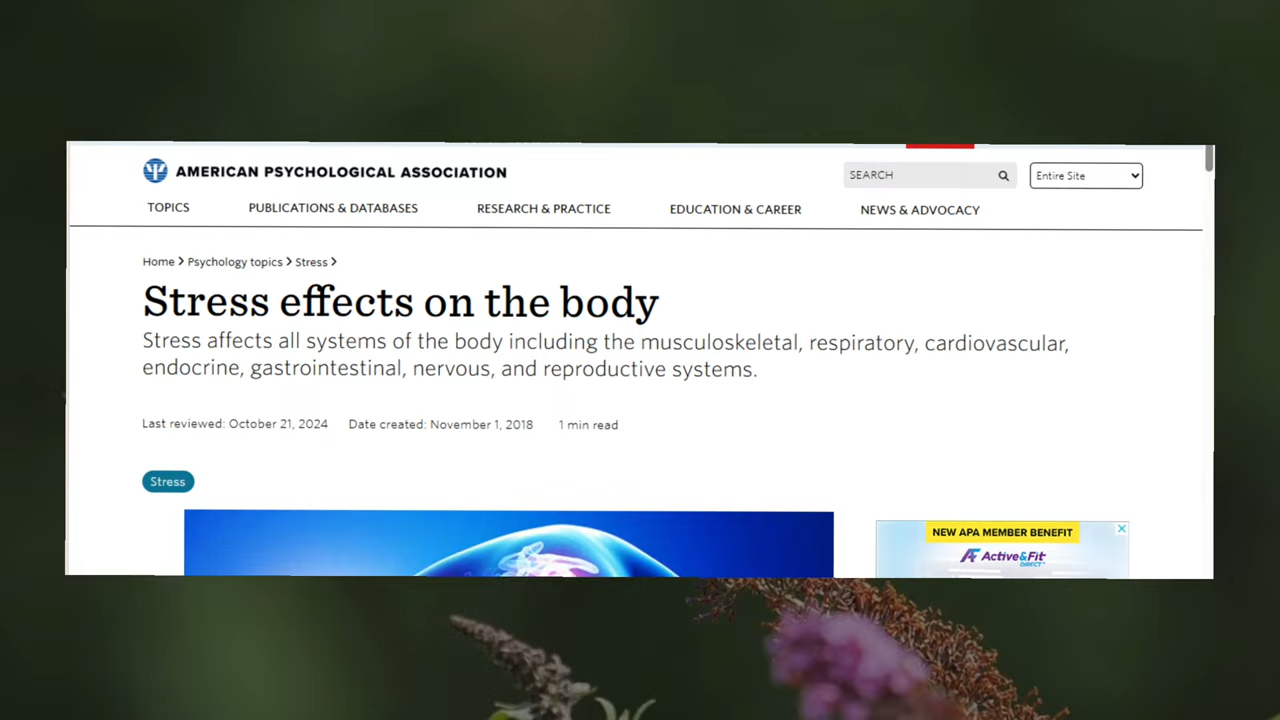 AMERICAN PSYCHOLOGICAL ASSOCIATION
SEARCH
Entire Site
TOPICS
PUBLICATIONS & DATABASES
RESEARCH & PRACTICE
EDUCATION & CAREER
NEWS & ADVOCACY
Home > Psychology topics > Stress >
Stress effects on the body
Stress affects all systems of the body including the musculoskeletal, respiratory, cardiovascular,
endocrine, gastrointestinal, nervous, and reproductive systems.
Last reviewed: October 21, 2024 Date created: November 1, 2018 1 min read
Stress
NEW APA MEMBER BENEFIT
Active&Fit
DIRECT™